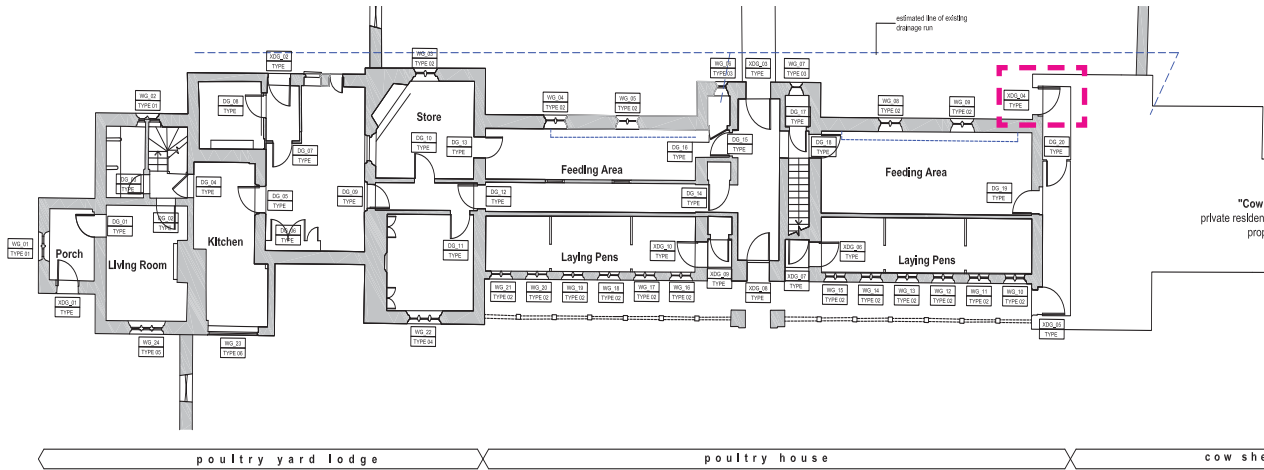 estimated line of existing
drainage run
XDG_02
TYPE
WG_03
TYPE 02
WG_06
TYPE 03
XDG_03
TYPE
WG_07
TYPE 03
WG_02
TYPE 01
DG_08
TYPE
WG_04
TYPE 02
WG_05
TYPE 02
DG_17
TYPE
WG_08
TYPE 02
WG_09
TYPE 02
XDG_04
TYPE
Store
DG_10
TYPE
DG_13
TYPE
DG_16
TYPE
DG_15
TYPE
DG_18
TYPE
DG_20
TYPE
DG_07
TYPE
Feeding Area
Feeding Area
DG_03
TYPE
DG_04
TYPE
DG_05
TYPE
DG_09
TYPE
DG_12
TYPE
DG_14
TYPE
DG_19
TYPE
"Cow
private residen
prop
DG_01
TYPE
DG_02
TYPE
DG_06
TYPE
Kitchen
DG_11
TYPE
XDG_10
TYPE
XDG_06
TYPE
WG_01
TYPE 01
Porch
Living Room
Laying Pens
Laying Pens
XDG_09
TYPE
XDG_07
TYPE
XDG_01
TYPE
WG_21
TYPE 02
WG_20
TYPE 02
WG_19
TYPE 02
WG_18
TYPE 02
WG_17
TYPE 02
WG_16
TYPE 02
XDG_08
TYPE
WG_15
TYPE 02
WG_14
TYPE 02
WG_13
TYPE 02
WG_12
TYPE 02
WG_11
TYPE 02
WG_10
TYPE 02
XDG_05
TYPE
WG_24
TYPE 05
WG_23
TYPE 06
WG_22
TYPE 04
poultry yard lodge
poultry house
cow she